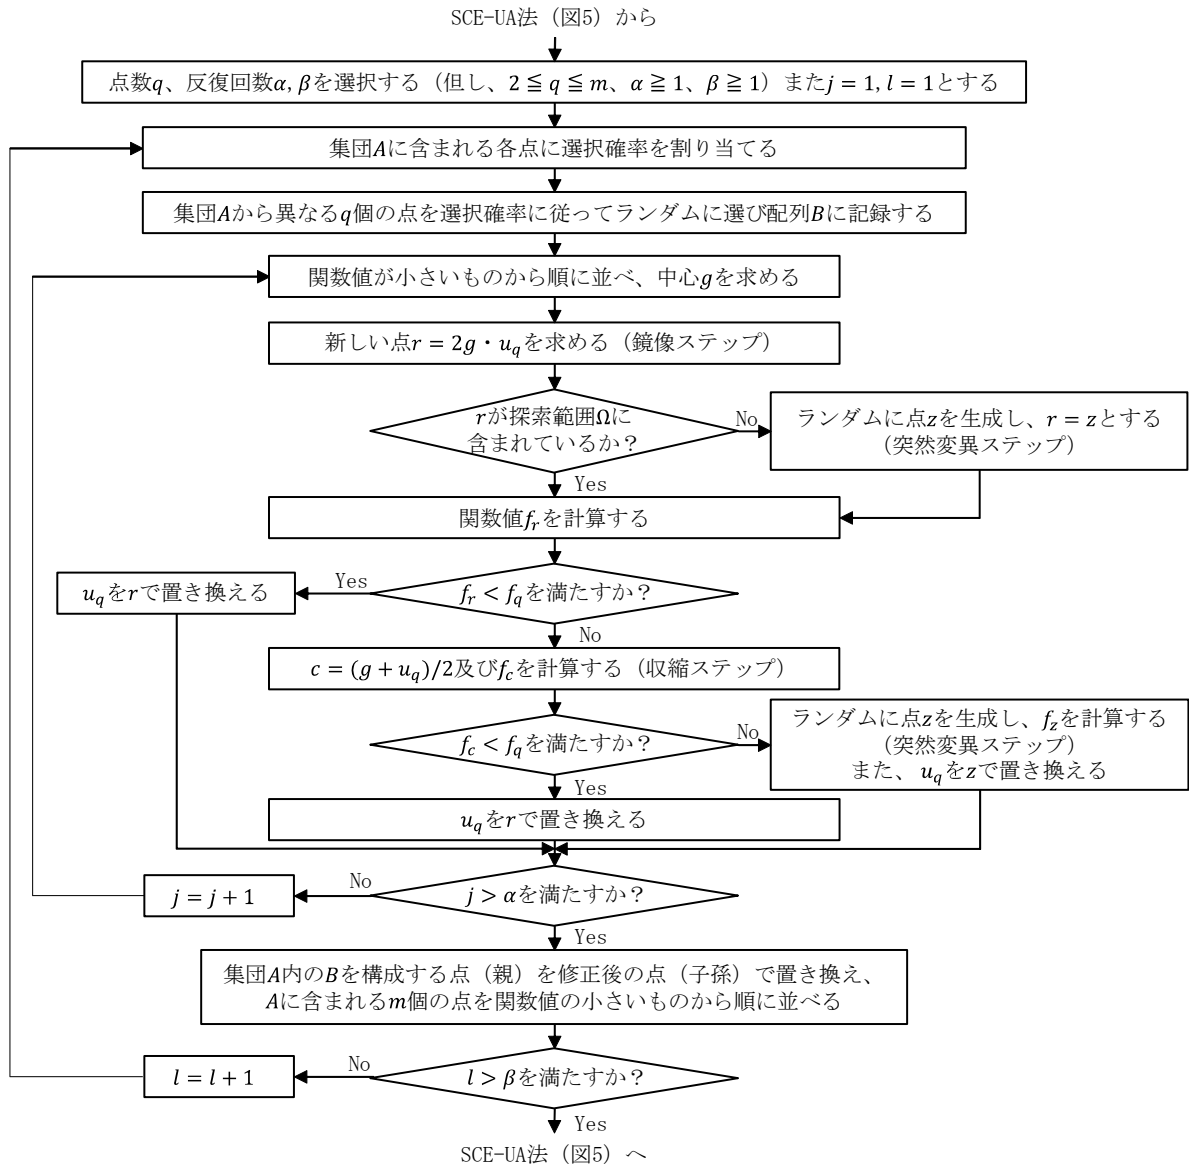 SCE-UA法（図5）から
点数q、反復回数α, βを選択する（但し、2 ≦ q ≦ m、α ≧ 1、β ≧ 1）またj = 1, l = 1とする
集団Aに含まれる各点に選択確率を割り当てる
集団Aから異なるq個の点を選択確率に従ってランダムに選び配列Bに記録する
関数値が小さいものから順に並べ、中心gを求める
新しい点r = 2g・u_qを求める（鏡像ステップ）
rが探索範囲Ωに
含まれているか？
No
ランダムに点zを生成し、r = zとする
（突然変異ステップ）
Yes
関数値f_rを計算する
f_r < f_qを満たすか？
Yes
u_qをrで置き換える
No
c = (g + u_q)/2及びf_cを計算する（収縮ステップ）
f_c < f_qを満たすか？
No
ランダムに点zを生成し、f_zを計算する
（突然変異ステップ）
また、u_qをzで置き換える
Yes
u_qをrで置き換える
j > αを満たすか？
No
j = j + 1
Yes
集団A内のBを構成する点（親）を修正後の点（子孫）で置き換え、
Aに含まれるm個の点を関数値の小さいものから順に並べる
l > βを満たすか？
No
l = l + 1
Yes
SCE-UA法（図5）へ